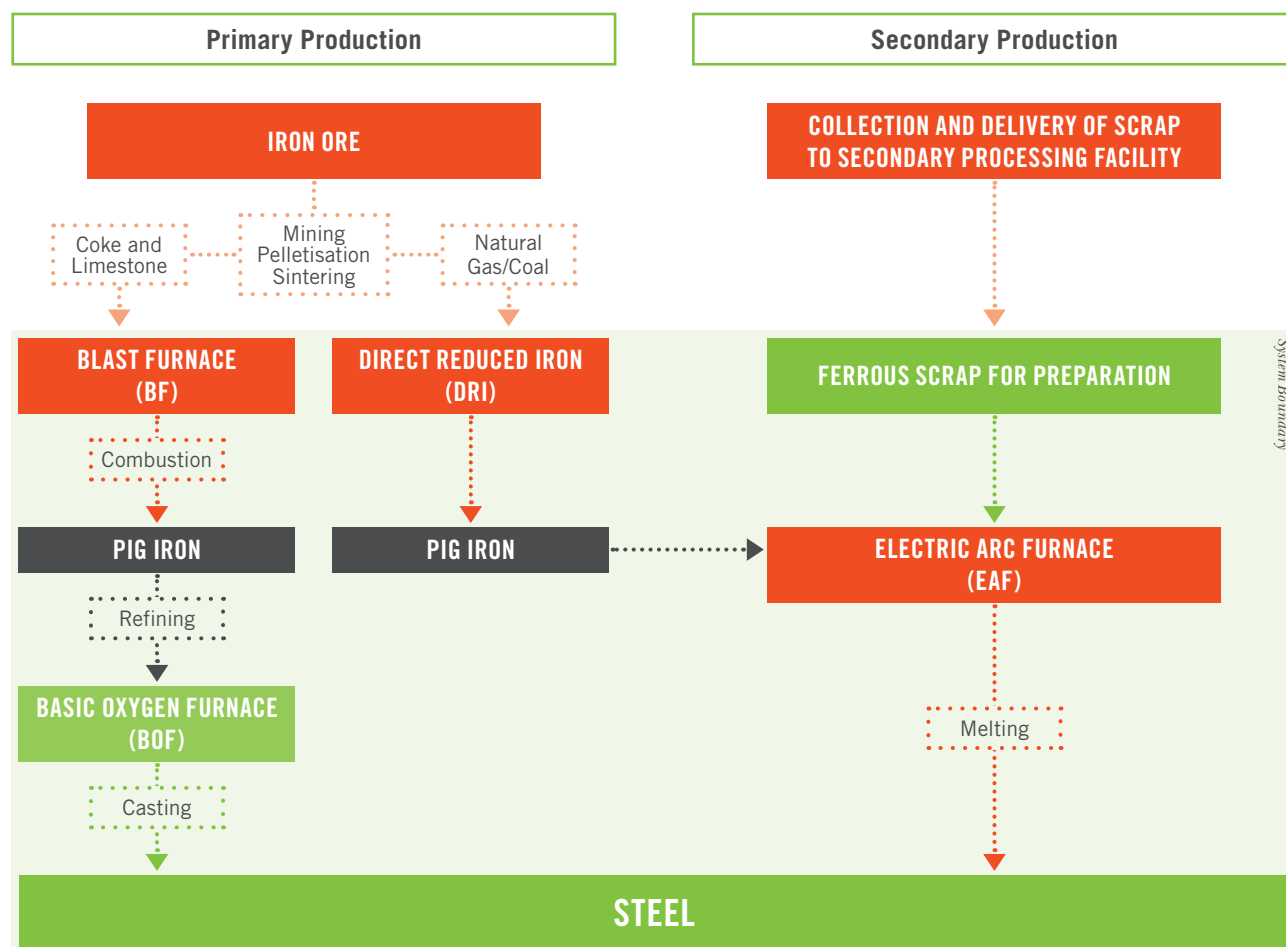 Primary Production
Secondary Production
IRON ORE
COLLECTION AND DELIVERY OF SCRAP
TO SECONDARY PROCESSING FACILITY
Coke and
Limestone
Mining
Pelletisation
Sintering
Natural
Gas/Coal
BLAST FURNACE
(BF)
DIRECT REDUCED IRON
(DRI)
FERROUS SCRAP FOR PREPARATION
System Boundary
Combustion
PIG IRON
PIG IRON
ELECTRIC ARC FURNACE
(EAF)
Refining
BASIC OXYGEN FURNACE
(BOF)
Melting
Casting
STEEL